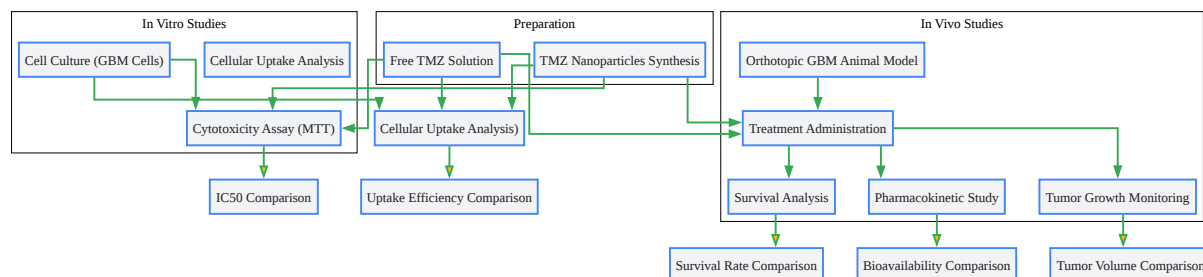 In Vitro Studies
Preparation
In Vivo Studies
Cell Culture (GBM Cells)
Cellular Uptake Analysis
Free TMZ Solution
TMZ Nanoparticles Synthesis
Orthotopic GBM Animal Model
Cytotoxicity Assay (MTT)
Cellular Uptake Analysis)
Treatment Administration
IC50 Comparison
Uptake Efficiency Comparison
Survival Analysis
Pharmacokinetic Study
Tumor Growth Monitoring
Survival Rate Comparison
Bioavailability Comparison
Tumor Volume Comparison